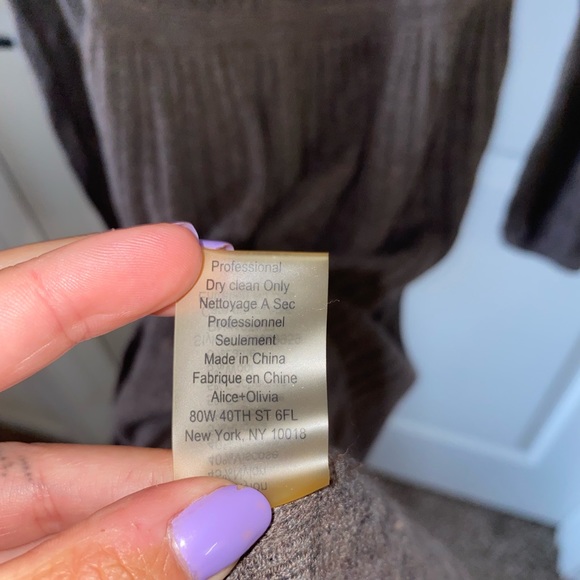 Professional
Dry clean Only
Nettoyage A Sec
Professionnel
Seulement
Made in China
Fabrique en Chine
Alice+Olivia
80W 40TH ST 6FL
New York, NY 10018